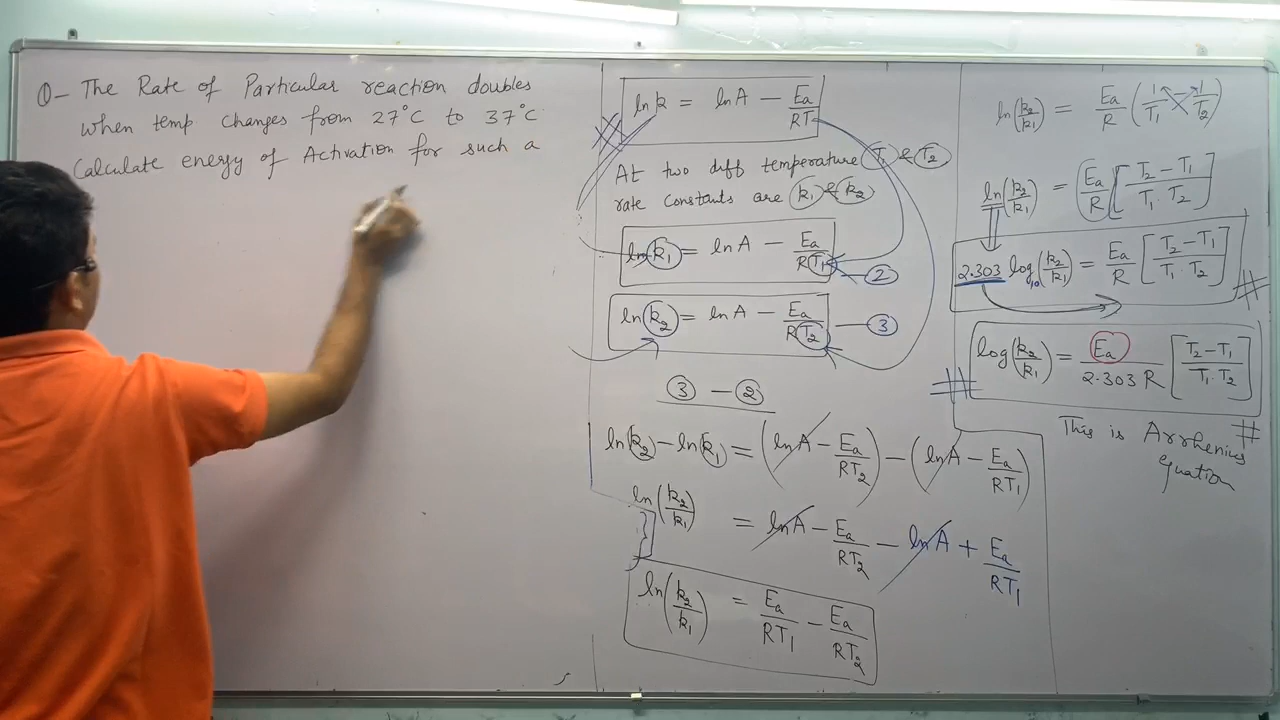 Q- The Rate of Particular reaction doubles
when temp changes from 27°C to 37°C
Calculate energy of Activation for such a
ln k = ln A - Ea/RT
At two diff temperature T1 & T2
rate constants are k1 & k2
ln k1 = ln A - Ea/RT1 2
ln k2 = ln A - Ea/RT2 - 3
3 - 2
ln k2 - ln k1 = (ln A - Ea/RT2) - (ln A - Ea/RT1)
ln(k2/k1) = ln A - Ea/RT2 - ln A + Ea/RT1
ln(k2/k1) = Ea/RT1 - Ea/RT2
ln(k2/k1) = Ea/R (1/T1 - 1/T2)
ln(k2/k1) = Ea/R [T2-T1/T1.T2]
2.303 log10(k2/k1) = Ea/R [T2-T1/T1.T2]
log(k2/k1) = Ea/2.303 R [T2-T1/T1.T2]
This is Arrhenius
equation